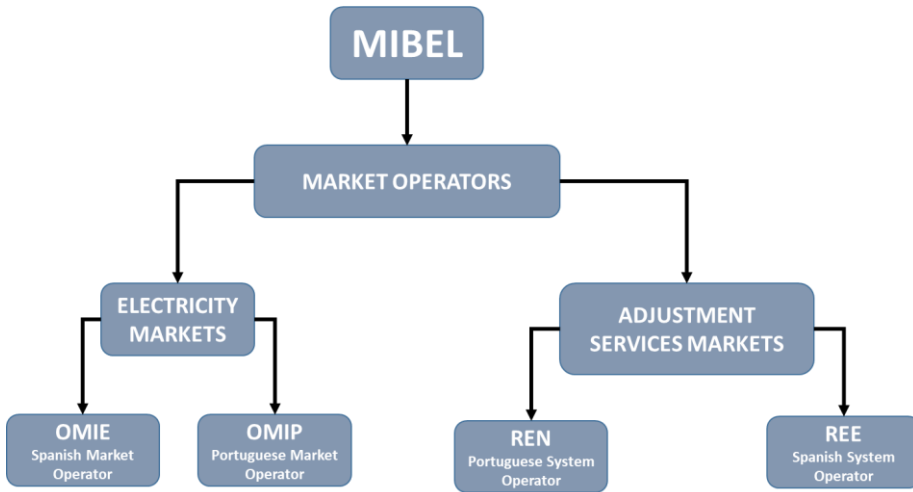 MIBEL
MARKET OPERATORS
ELECTRICITY
MARKETS
ADJUSTMENT
SERVICES MARKETS
OMIE
Spanish Market
Operator
OMIP
Portuguese Market
Operator
REN
Portuguese System
Operator
REE
Spanish System
Operator